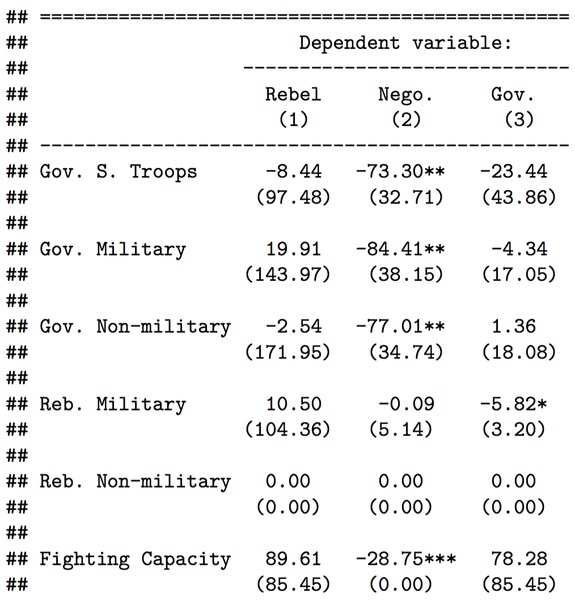 ## ===============================================
##                       Dependent variable:
##                   -----------------------------
##                     Rebel     Nego.     Gov.
##                      (1)       (2)       (3)
## -----------------------------------------------
## Gov. S. Troops      -8.44   -73.30**   -23.44
##                    (97.48)   (32.71)   (43.86)
##
## Gov. Military       19.91   -84.41**    -4.34
##                   (143.97)   (38.15)   (17.05)
##
## Gov. Non-military   -2.54   -77.01**    1.36
##                   (171.95)   (34.74)   (18.08)
##
## Reb. Military       10.50     -0.09    -5.82*
##                   (104.36)   (5.14)    (3.20)
##
## Reb. Non-military   0.00      0.00      0.00
##                    (0.00)    (0.00)    (0.00)
##
## Fighting Capacity   89.61   -28.75***   78.28
##                    (85.45)   (0.00)    (85.45)